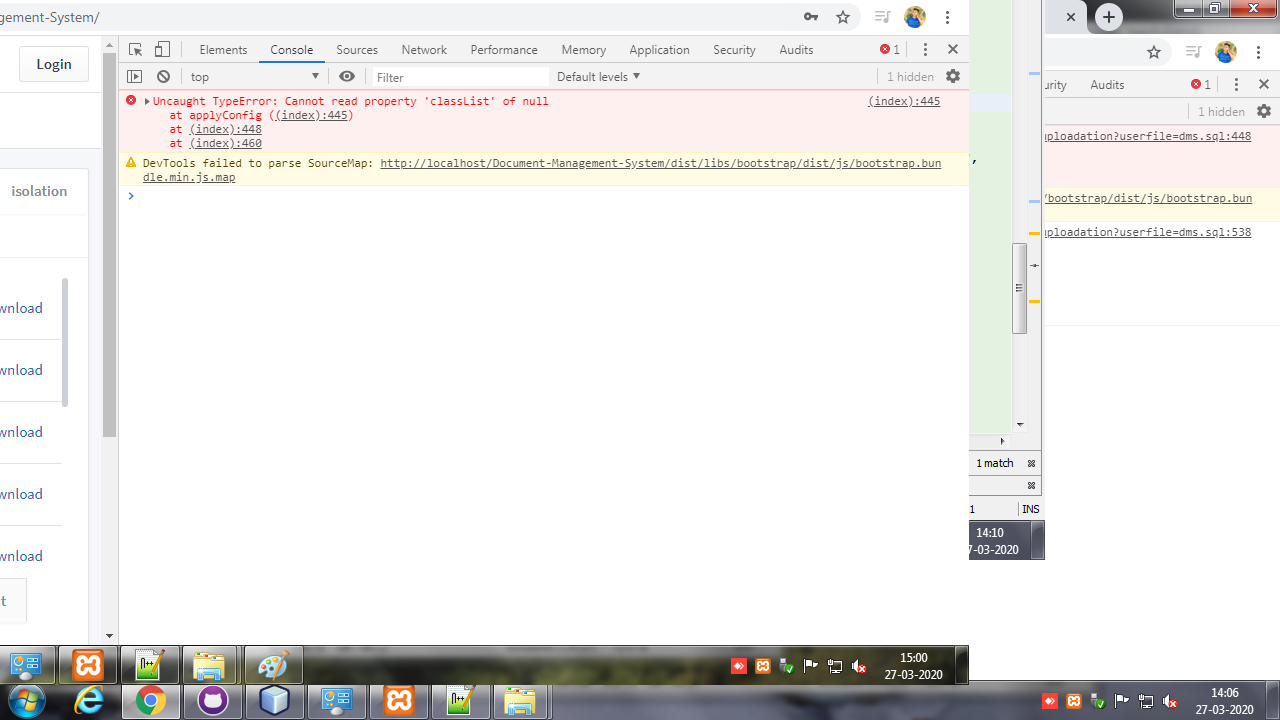 gement-System/
Login
isolation
wnload
wnload
wnload
wnload
wnload
t
Elements Console Sources Network Performance Memory Application Security Audits 1
top Filter Default levels 1 hidden
Uncaught TypeError: Cannot read property 'classList' of null (index):445
at applyConfig ((index):445)
at (index):448
at (index):460
DevTools failed to parse SourceMap: http://localhost/Document-Management-System/dist/libs/bootstrap/dist/js/bootstrap.bun
dle.min.js.map
15:00
27-03-2020
1 match
1 INS
14:10
7-03-2020
urity Audits 1
1 hidden
uploadation?userfile=dms.sql:448
/bootstrap/dist/js/bootstrap.bun
uploadation?userfile=dms.sql:538
14:06
27-03-2020